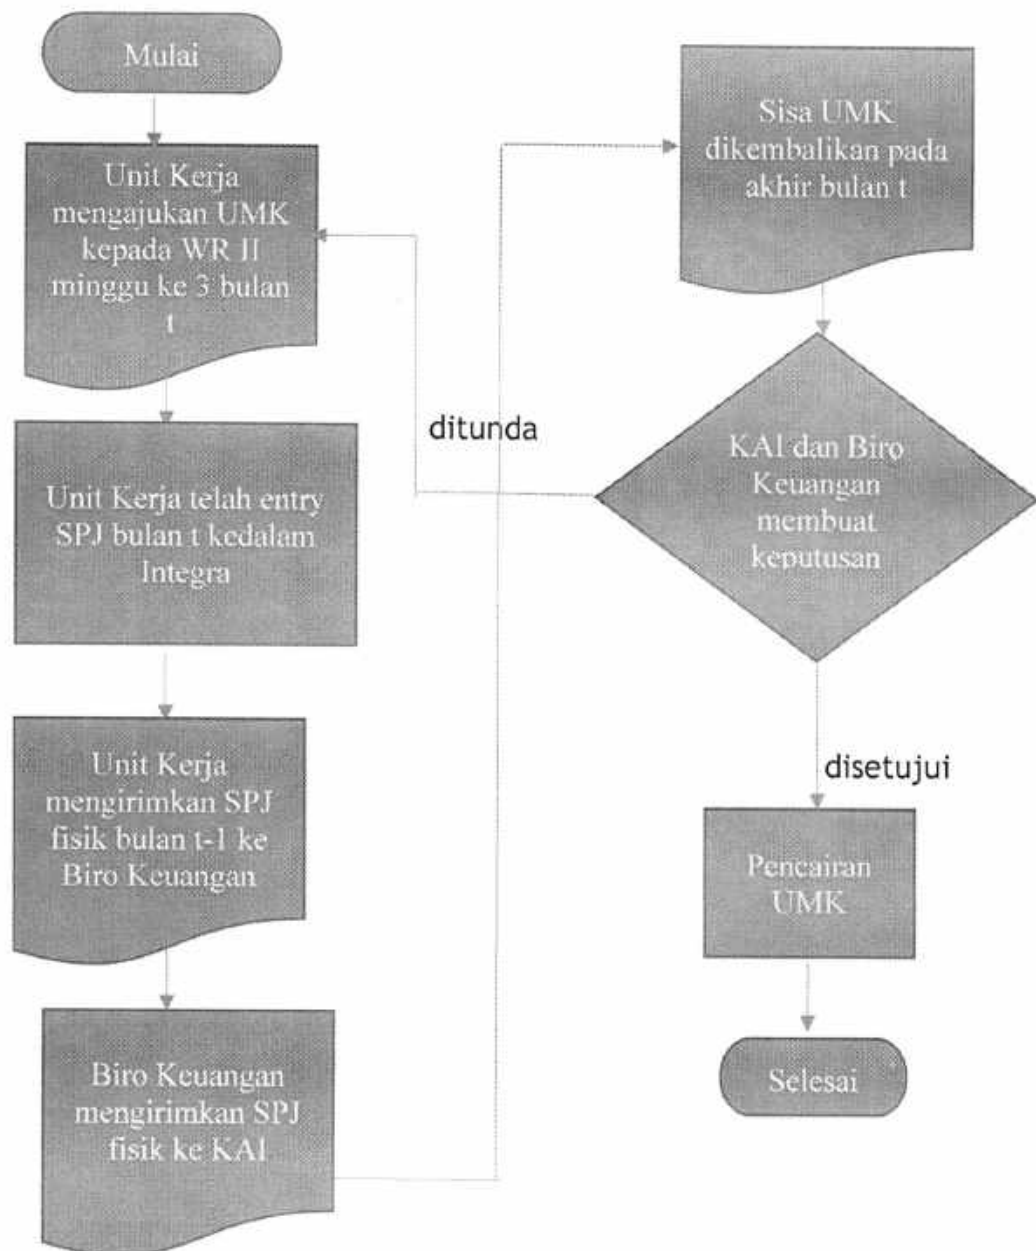 Mulai
Unit Kerja
mengajukan UMK
kepada WR II
minggu ke 3 bulan
t
Unit Kerja telah entry
SPJ bulan t kedalam
Integra
Unit Kerja
mengirimkan SPJ
fisik bulan t-1 ke
Biro Keuangan
Biro Keuangan
mengirimkan SPJ
fisik ke KAI
Sisa UMK
dikembalikan pada
akhir bulan t
ditunda
KAI dan Biro
Keuangan
membuat
keputusan
disetujui
Pencairan
UMK
Selesai